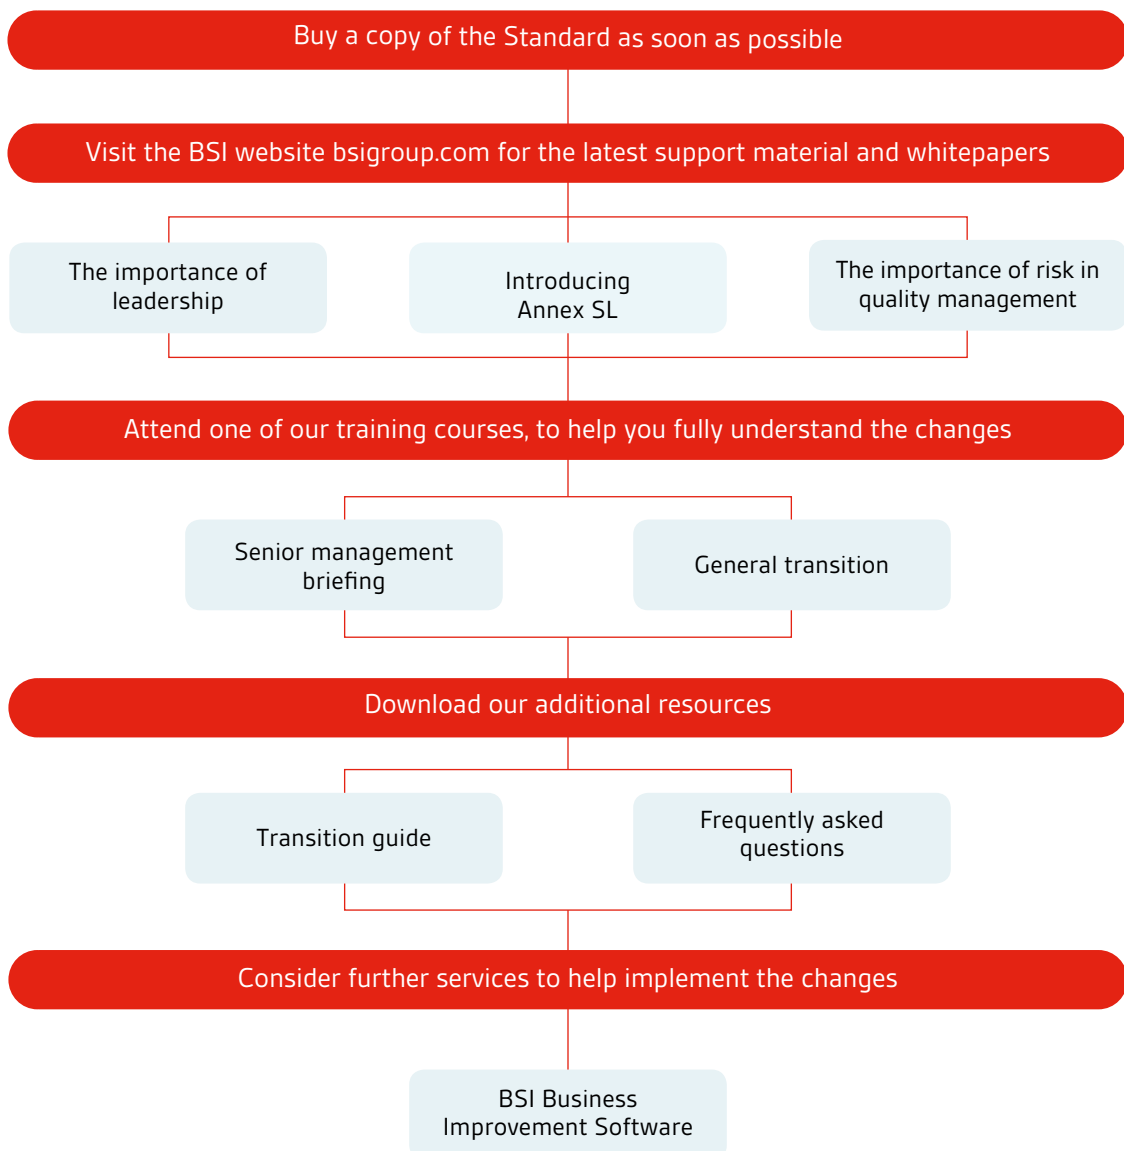 Buy a copy of the Standard as soon as possible
Visit the BSI website bsigroup.com for the latest support material and whitepapers
The importance of
leadership
Introducing
Annex SL
The importance of risk in
quality management
Attend one of our training courses, to help you fully understand the changes
Senior management
briefing
General transition
Download our additional resources
Transition guide
Frequently asked
questions
Consider further services to help implement the changes
BSI Business
Improvement Software